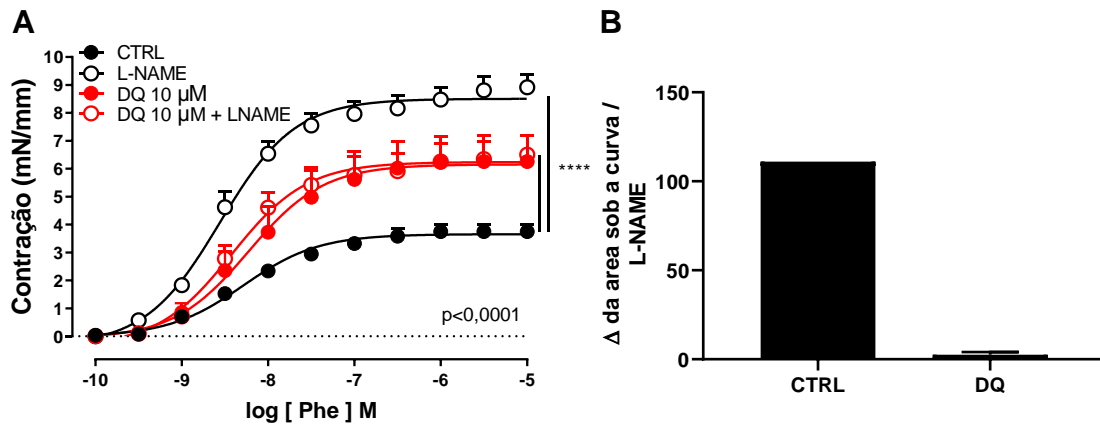 A
CTRL
L-NAME
DQ 10 µM
DQ 10 µM + LNAME
Contração (mN/mm)
10
9
8
7
6
5
4
3
2
1
0
****
p<0,0001
-10 -9 -8 -7 -6 -5
log [ Phe ] M
B
Δ da area sob a curva /
L-NAME
150
100
50
0
CTRL DQ